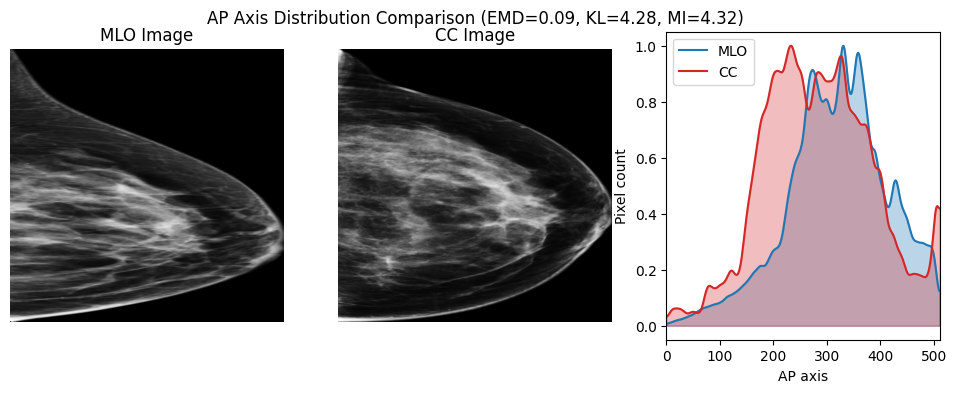 AP Axis Distribution Comparison (EMD=0.09, KL=4.28, MI=4.32)
MLO Image
CC Image
MLO
CC
Pixel count
1.0
0.8
0.6
0.4
0.2
0.0
0 100 200 300 400 500
AP axis